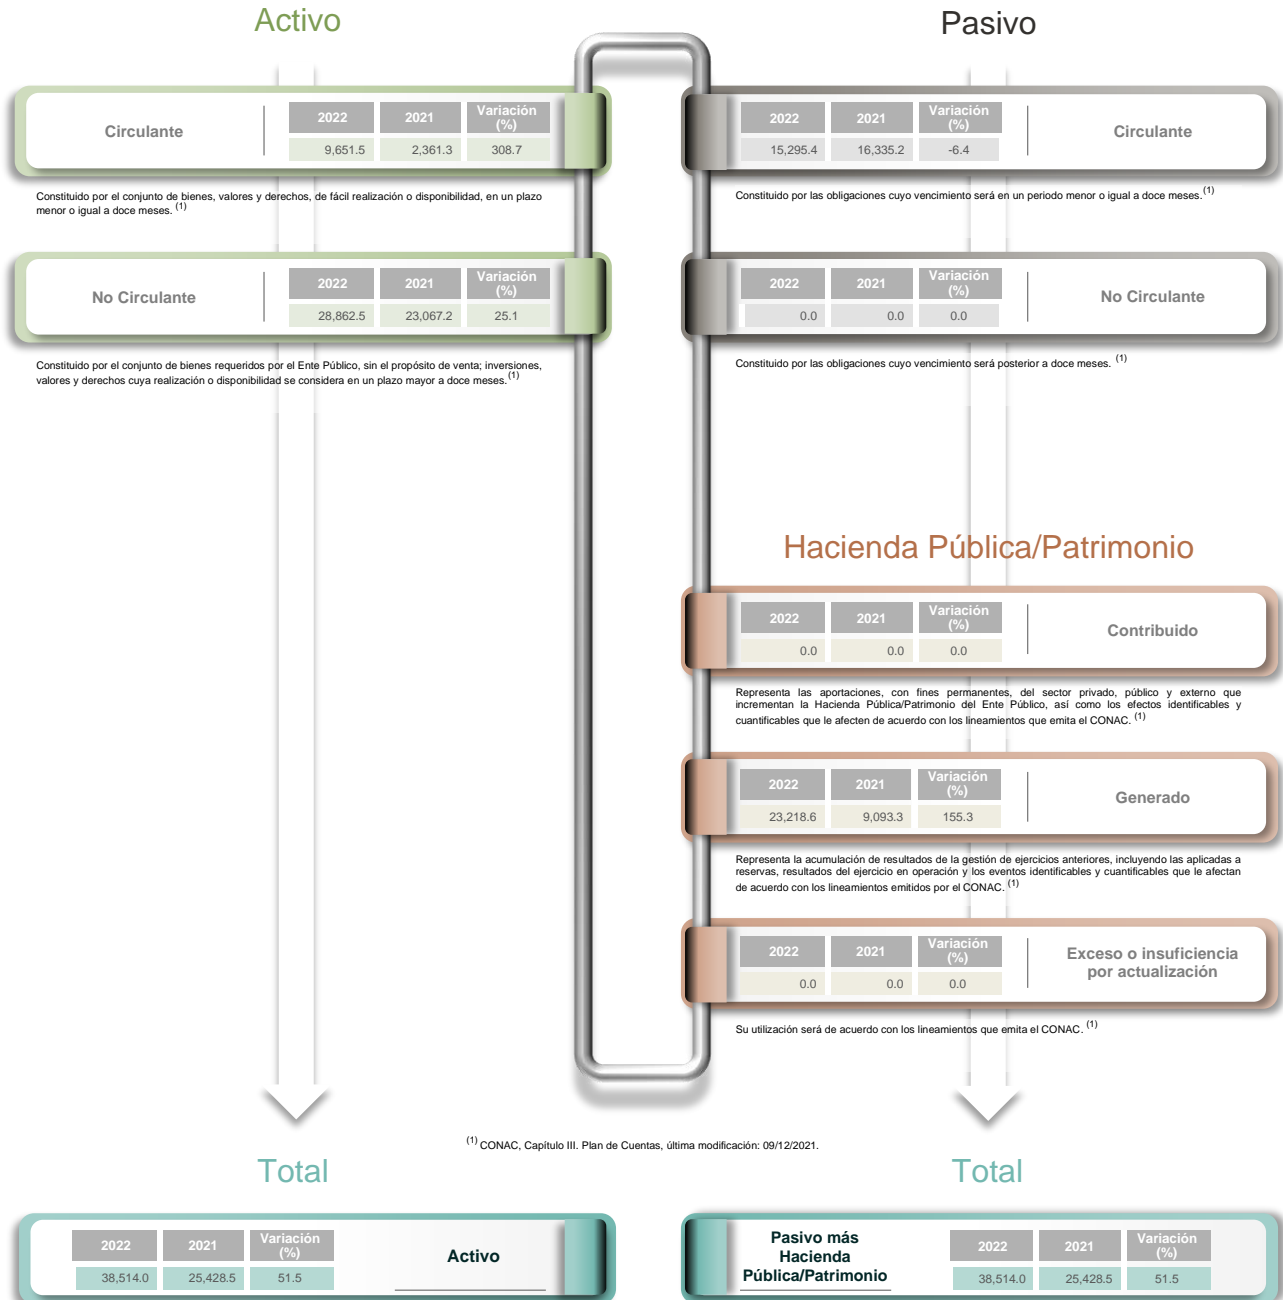 Activo
Circulante
2022 2021 Variación (%)
9,651.5 2,361.3 308.7
Constituido por el conjunto de bienes, valores y derechos, de fácil realización o disponibilidad, en un plazo
menor o igual a doce meses. (1)
No Circulante
2022 2021 Variación (%)
28,862.5 23,067.2 25.1
Constituido por el conjunto de bienes requeridos por el Ente Público, sin el propósito de venta; inversiones,
valores y derechos cuya realización o disponibilidad se considera en un plazo mayor a doce meses. (1)
Pasivo
2022 2021 Variación (%)
15,295.4 16,335.2 -6.4
Circulante
Constituido por las obligaciones cuyo vencimiento será en un periodo menor o igual a doce meses. (1)
2022 2021 Variación (%)
0.0 0.0 0.0
No Circulante
Constituido por las obligaciones cuyo vencimiento será posterior a doce meses. (1)
Hacienda Pública/Patrimonio
2022 2021 Variación (%)
0.0 0.0 0.0
Contribuido
Representa las aportaciones, con fines permanentes, del sector privado, público y externo que
incrementan la Hacienda Pública/Patrimonio del Ente Público, así como los efectos identificables y
cuantificables que le afecten de acuerdo con los lineamientos que emita el CONAC. (1)
2022 2021 Variación (%)
23,218.6 9,093.3 155.3
Generado
Representa la acumulación de resultados de la gestión de ejercicios anteriores, incluyendo las aplicadas a
reservas, resultados del ejercicio en operación y los eventos identificables y cuantificables que le afectan
de acuerdo con los lineamientos emitidos por el CONAC. (1)
2022 2021 Variación (%)
0.0 0.0 0.0
Exceso o insuficiencia
por actualización
Su utilización será de acuerdo con los lineamientos que emita el CONAC. (1)
(1) CONAC, Capítulo III. Plan de Cuentas, última modificación: 09/12/2021.
Total
2022 2021 Variación (%)
38,514.0 25,428.5 51.5
Activo
Total
Pasivo más
Hacienda
Pública/Patrimonio
2022 2021 Variación (%)
38,514.0 25,428.5 51.5